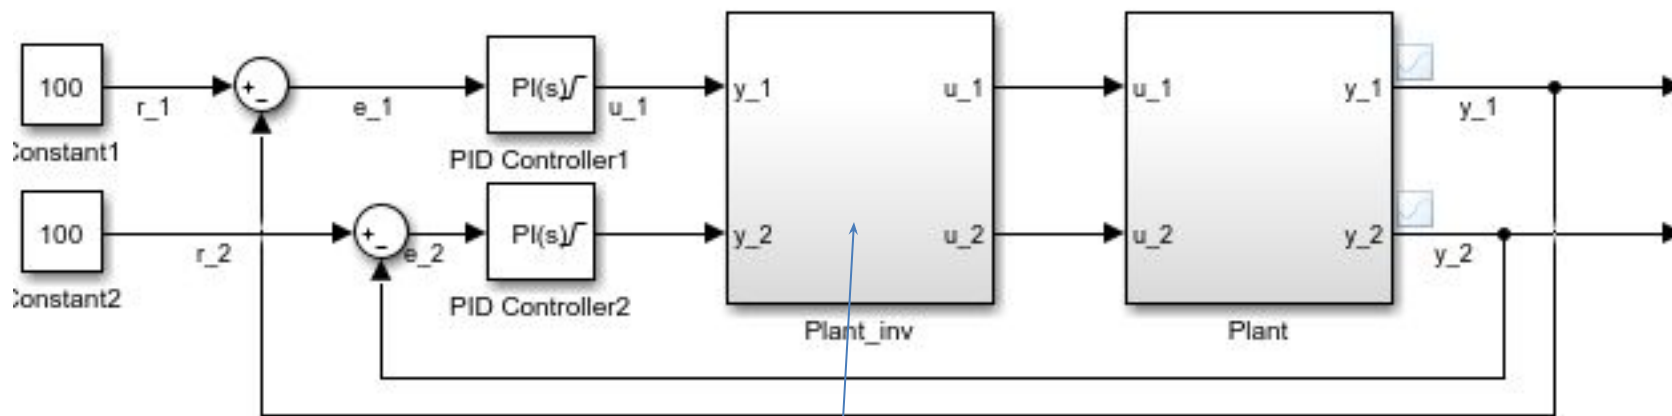 100
Constant1
r_1
+
−
e_1
PI(s)
PID Controller1
u_1
y_1
u_1
u_1
y_1
y_1
100
Constant2
r_2
+
−
e_2
PI(s)
PID Controller2
y_2
u_2
u_2
y_2
y_2
Plant_inv
Plant